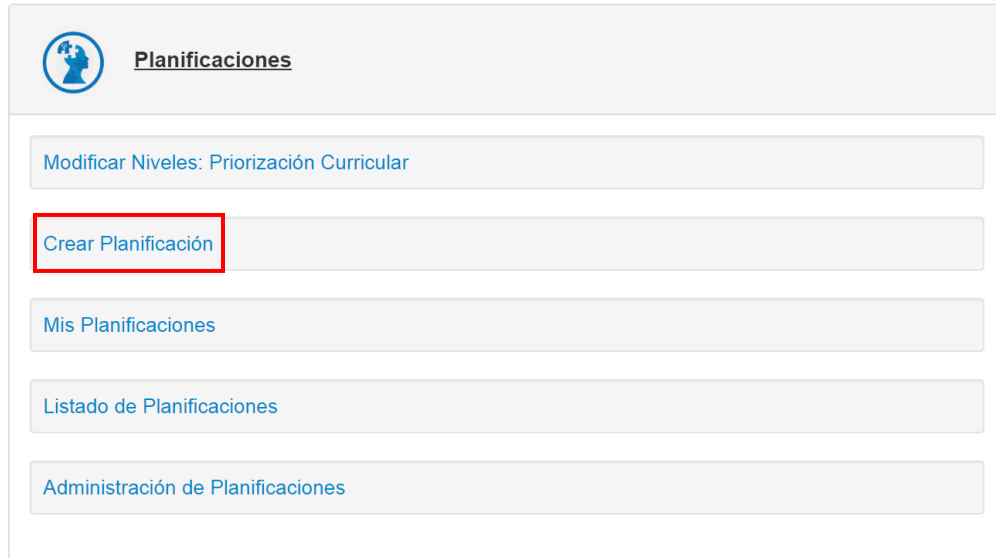 Planificaciones
Modificar Niveles: Priorización Curricular
Crear Planificación
Mis Planificaciones
Listado de Planificaciones
Administración de Planificaciones